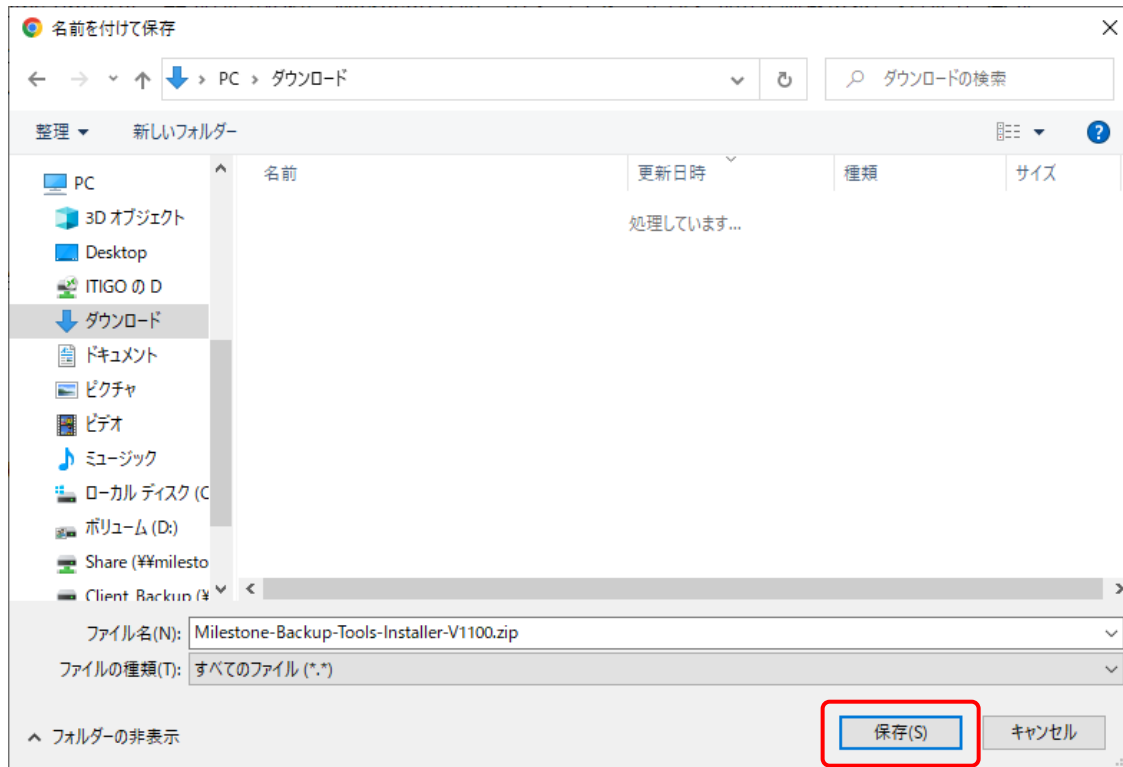 名前を付けて保存
PC › ダウンロード
ダウンロードの検索
整理
新しいフォルダー
名前 更新日時 種類 サイズ
処理しています...
PC
3D オブジェクト
Desktop
ITIGO の D
ダウンロード
ドキュメント
ピクチャ
ビデオ
ミュージック
ローカル ディスク (C
ボリューム (D:)
Share (¥¥milesto
Client_Backup (¥
ファイル名(N): Milestone-Backup-Tools-Installer-V1100.zip
ファイルの種類(T): すべてのファイル (*.*)
フォルダーの非表示
保存(S)
キャンセル